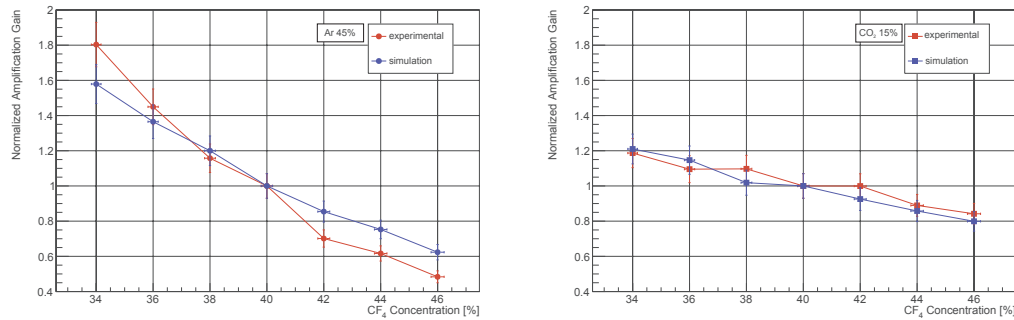 Normalized Amplification Gain
2
1.8
1.6
1.4
1.2
1
0.8
0.6
0.4
Ar 45%
experimental
simulation
34 36 38 40 42 44 46
CF₄ Concentration [%]
Normalized Amplification Gain
2
1.8
1.6
1.4
1.2
1
0.8
0.6
0.4
CO₂ 15%
experimental
simulation
34 36 38 40 42 44 46
CF₄ Concentration [%]